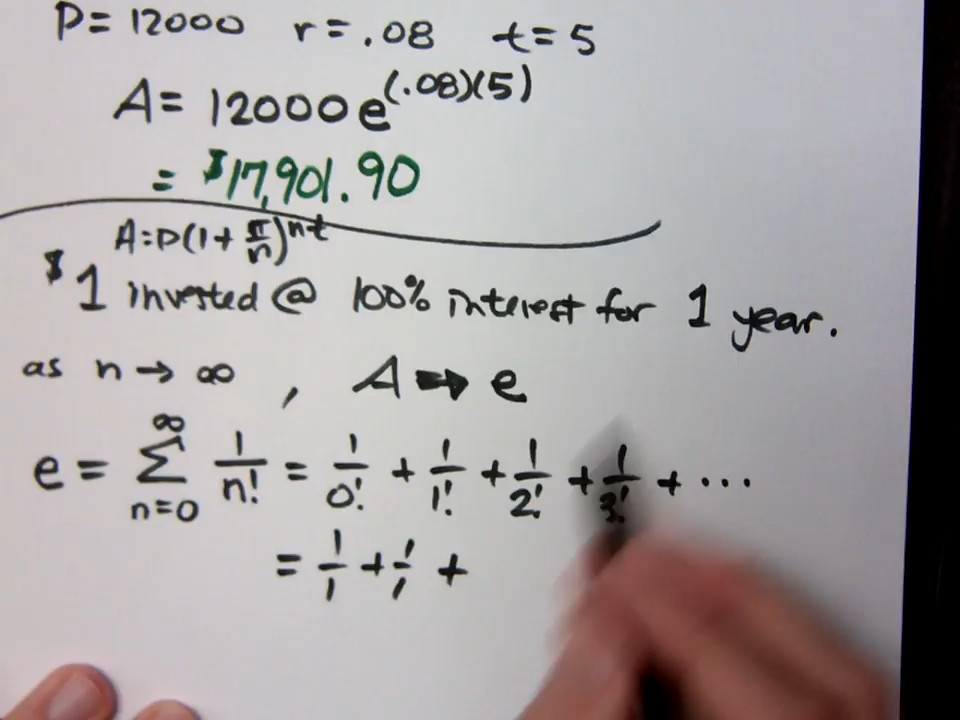 P = 12000 r = .08 t = 5
A = 12000 e^(.08)(5)
= $17,901.90
A = P(1 + r/n)^nt
$1 invested @ 100% interest for 1 year.
as n → ∞ , A → e
e = ∞ Σ n=0 1/n! = 1/0! + 1/1! + 1/2! + 1/3! + ...
= 1/1 + 1/1 +